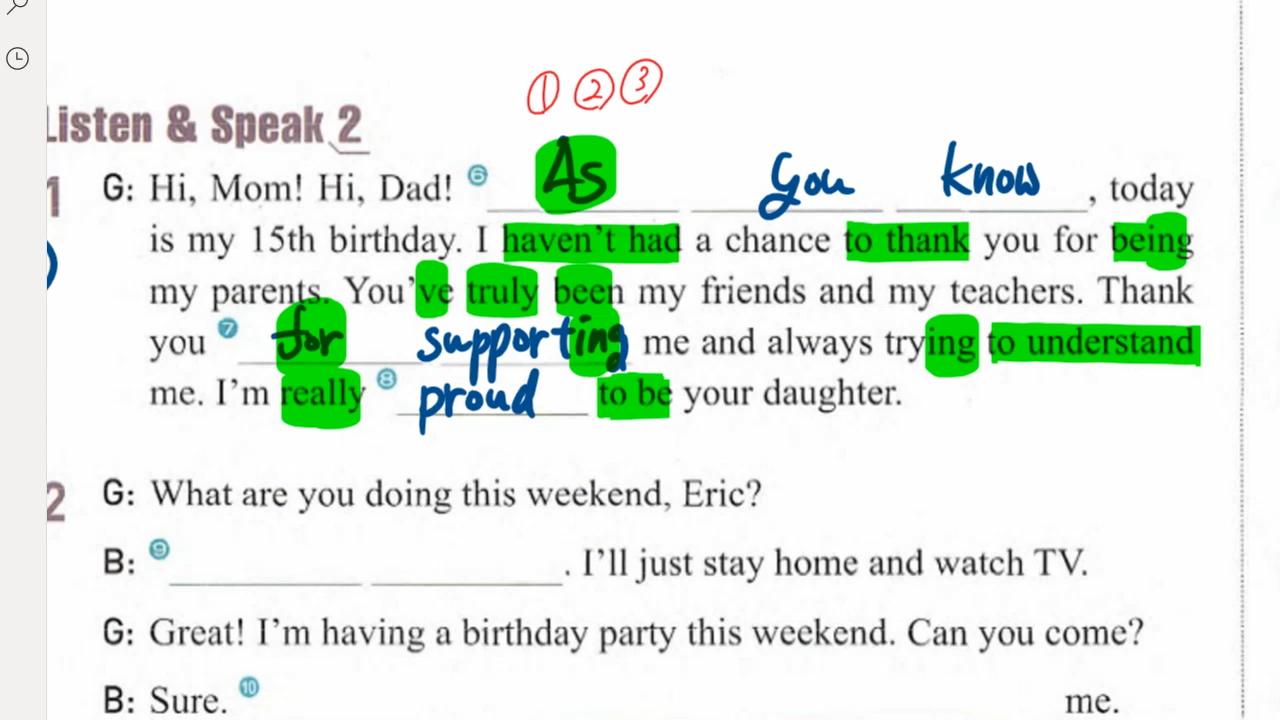 ① ② ③
Listen & Speak 2
1 G: Hi, Mom! Hi, Dad! ⑥ As you know, today
is my 15th birthday. I haven't had a chance to thank you for being
my parents. You've truly been my friends and my teachers. Thank
you ⑦ for supporting me and always trying to understand
me. I'm really ⑧ proud to be your daughter.
2 G: What are you doing this weekend, Eric?
B: ⑨ . I'll just stay home and watch TV.
G: Great! I'm having a birthday party this weekend. Can you come?
B: Sure. ⑩ me.